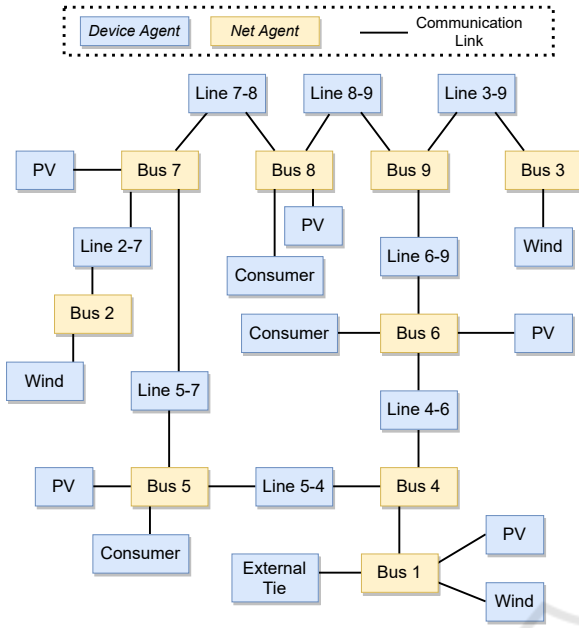 Device Agent
Net Agent
Communication
Link
Line 7-8
Line 8-9
Line 3-9
PV
Bus 7
Bus 8
Bus 9
Bus 3
PV
Line 2-7
Consumer
Line 6-9
Wind
Bus 2
Consumer
Bus 6
PV
Wind
Line 5-7
Line 4-6
PV
Bus 5
Line 5-4
Bus 4
Consumer
External
Tie
Bus 1
PV
Wind